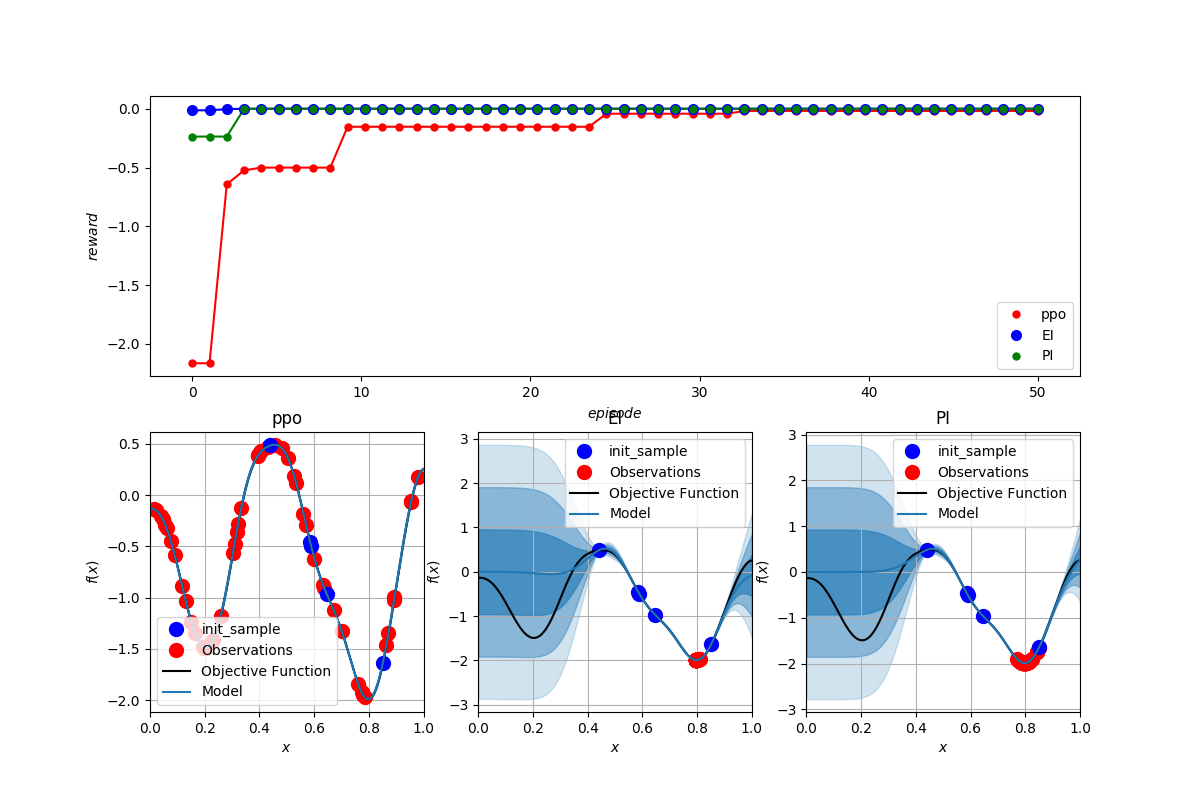 0.0
−0.5
−1.0
−1.5
−2.0
reward
0 10 20 30 40 50
episode
ppo
EI
PI
ppo
0.5
0.0
−0.5
−1.0
−1.5
−2.0
f(x)
init_sample
Observations
Objective Function
Model
0.0 0.2 0.4 0.6 0.8 1.0
x
EI
3
2
1
0
−1
−2
−3
f(x)
init_sample
Observations
Objective Function
Model
0.0 0.2 0.4 0.6 0.8 1.0
x
PI
3
2
1
0
−1
−2
−3
f(x)
init_sample
Observations
Objective Function
Model
0.0 0.2 0.4 0.6 0.8 1.0
x